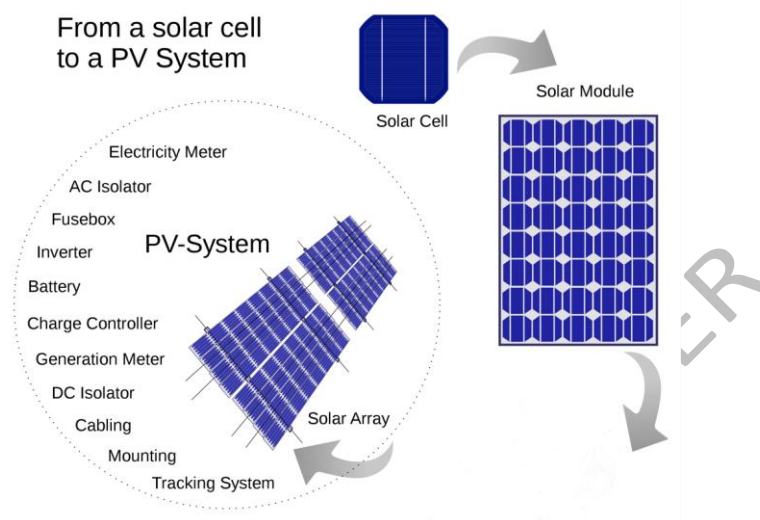 From a solar cell
to a PV System
Solar Cell
Solar Module
Electricity Meter
AC Isolator
Fusebox
Inverter
PV-System
Battery
Charge Controller
Generation Meter
DC Isolator
Cabling
Mounting
Tracking System
Solar Array
ER